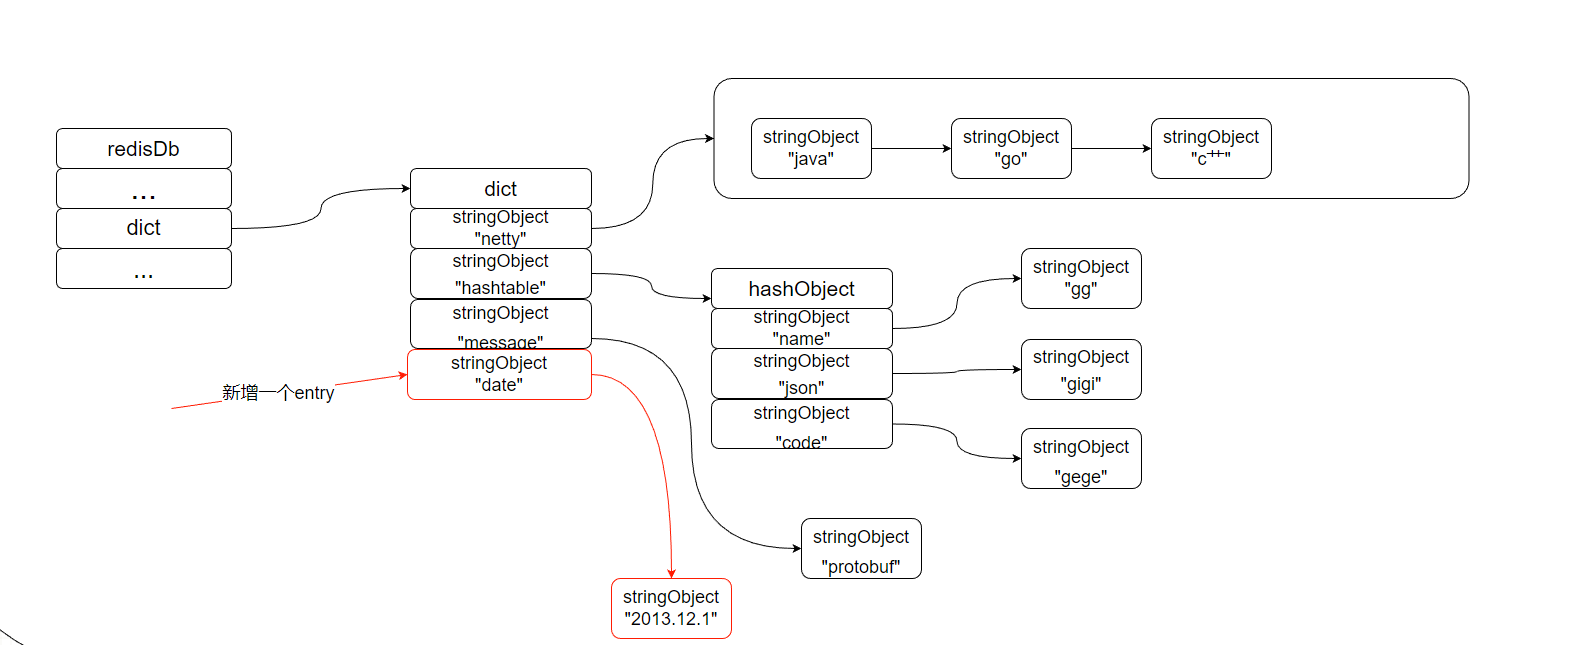 redisDb
...
dict
...
dict
stringObject
"netty"
stringObject
"hashtable"
stringObject
"message"
stringObject
"date"
新增一个entry
stringObject
"java"
stringObject
"go"
stringObject
"c++"
hashObject
stringObject
"name"
stringObject
"json"
stringObject
"code"
stringObject
"gg"
stringObject
"gigi"
stringObject
"gege"
stringObject
"protobuf"
stringObject
"2013.12.1"